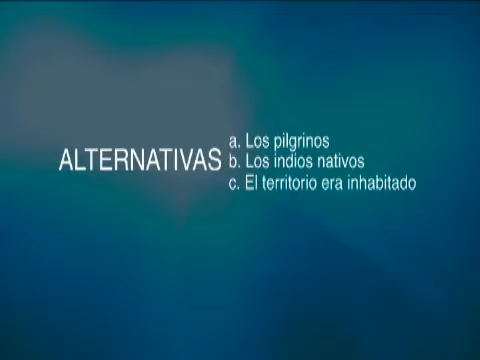 ALTERNATIVAS
a. Los pilgrinos
b. Los indios nativos
c. El territorio era inhabitado